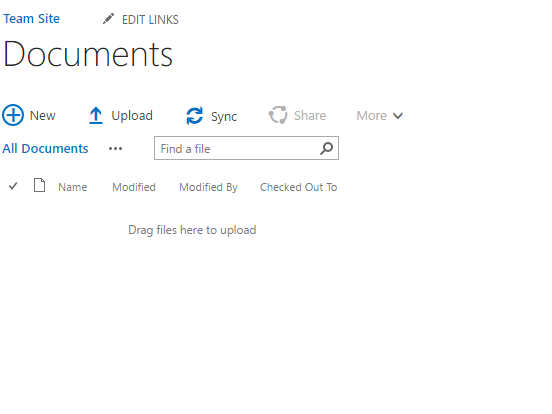 Team Site EDIT LINKS
Documents
New Upload Sync Share More
All Documents ••• Find a file
Name Modified Modified By Checked Out To
Drag files here to upload